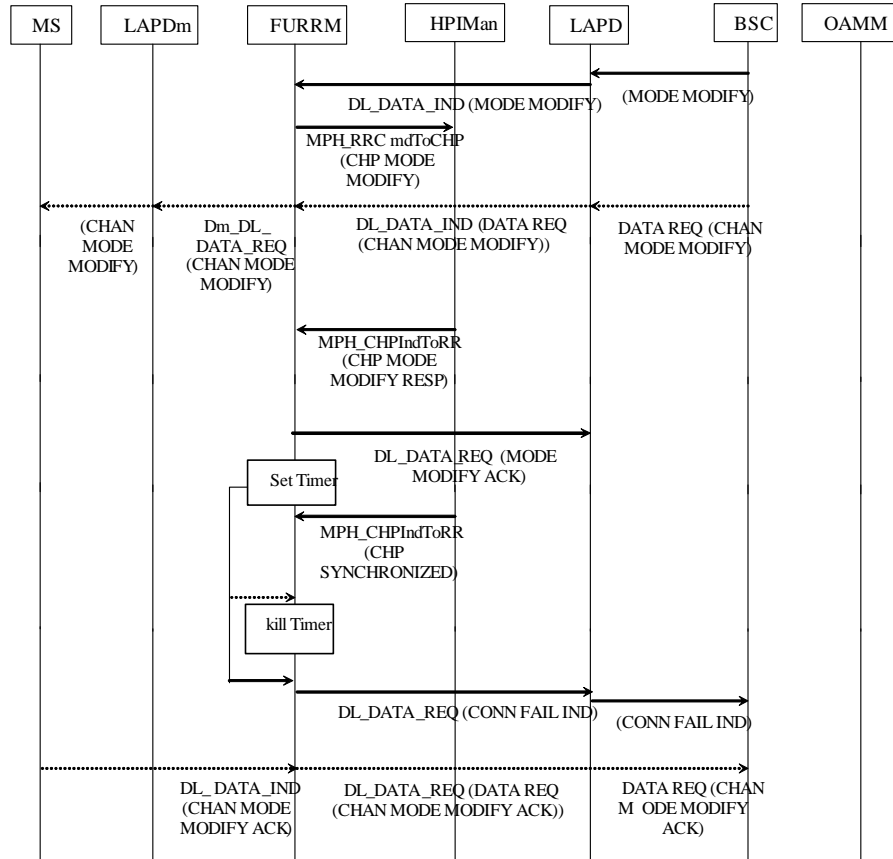 MS
LAPDm
FURRM
HPIMan
LAPD
BSC
OAMM
DL_DATA_IND (MODE MODIFY)
(MODE MODIFY)
MPH_RRC mdToCHP
(CHP MODE
MODIFY)
(CHAN
MODE
MODIFY)
Dm_DL_
DATA_REQ
(CHAN MODE
MODIFY)
DL_DATA_IND (DATA REQ
(CHAN MODE MODIFY))
DATA REQ (CHAN
MODE MODIFY)
MPH_CHPIndToRR
(CHP MODE
MODIFY RESP)
DL_DATA_REQ (MODE
MODIFY ACK)
Set Timer
MPH_CHPIndToRR
(CHP
SYNCHRONIZED)
kill Timer
DL_DATA_REQ (CONN FAIL IND)
(CONN FAIL IND)
DL_ DATA_IND
(CHAN MODE
MODIFY ACK)
DL_DATA_REQ (DATA REQ
(CHAN MODE MODIFY ACK))
DATA REQ (CHAN
M ODE MODIFY
ACK)